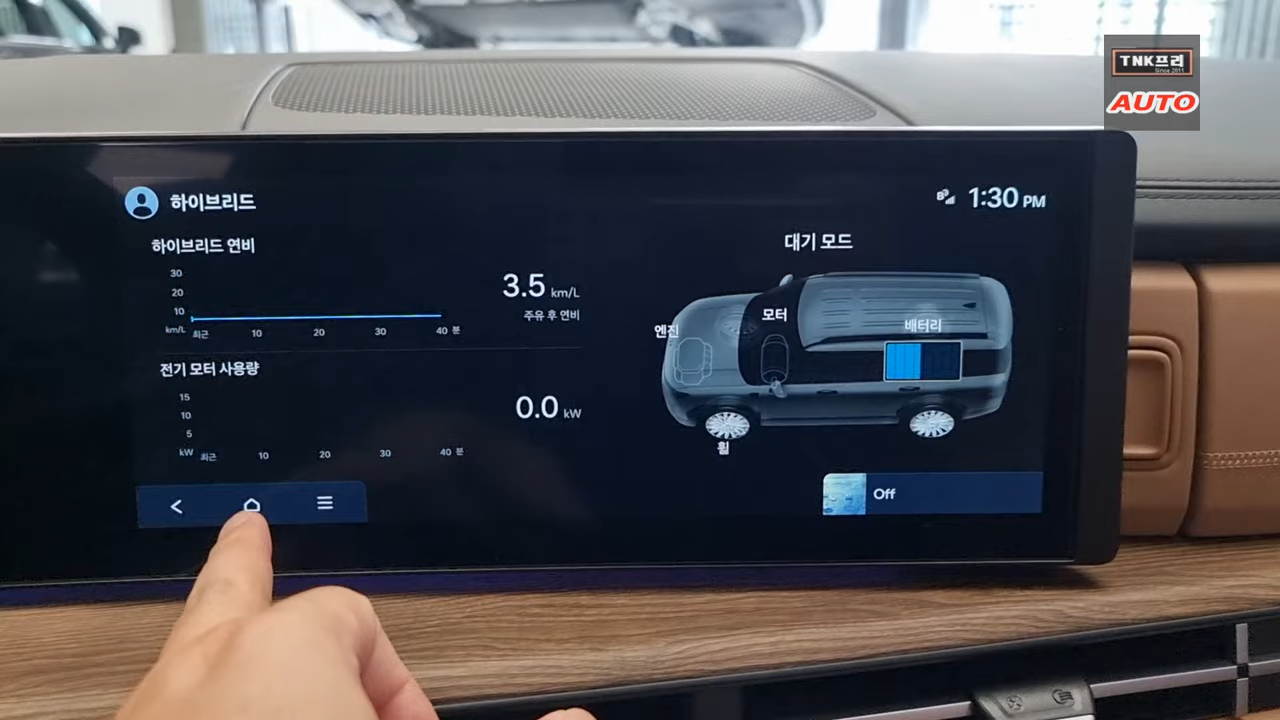 TNK프리
Since 2011
AUTO
하이브리드
1:30 PM
하이브리드 연비
30
20
10
km/L
최근
10
20
30
40 분
3.5 km/L
주유 후 연비
전기 모터 사용량
15
10
5
kW
최근
10
20
30
40 분
0.0 kW
대기 모드
엔진
모터
배터리
휠
Off